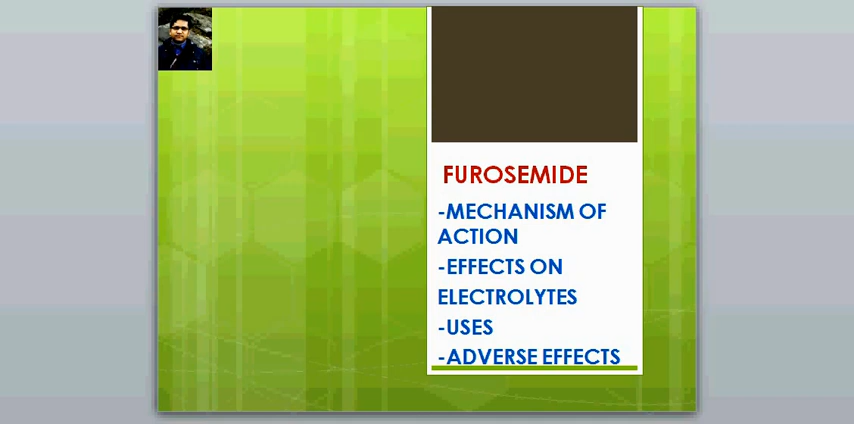 FUROSEMIDE
-MECHANISM OF
ACTION
-EFFECTS ON
ELECTROLYTES
-USES
-ADVERSE EFFECTS